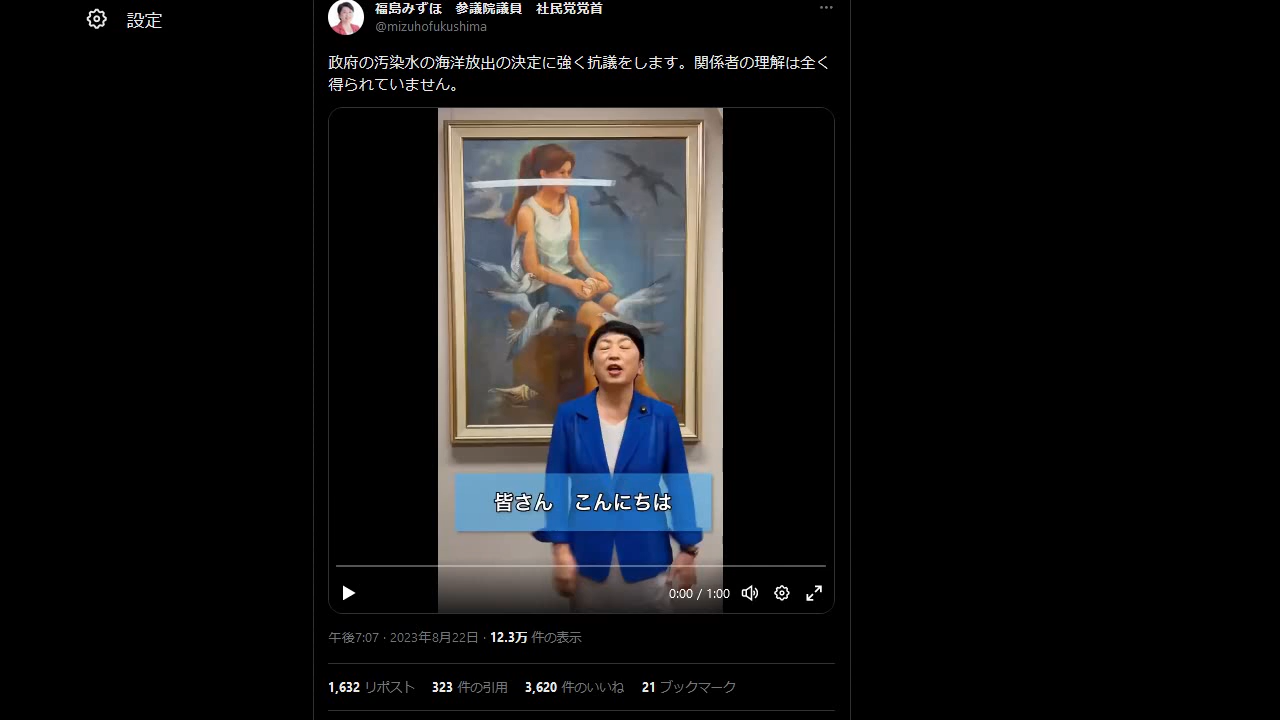 設定
福島みずほ　参議院議員　社民党党首
@mizuhofukushima
政府の汚染水の海洋放出の決定に強く抗議をします。関係者の理解は全く
得られていません。
皆さん　こんにちは
0:00 / 1:00
午後7:07 · 2023年8月22日 · 12.3万 件の表示
1,632 リポスト 323 件の引用 3,620 件のいいね 21 ブックマーク